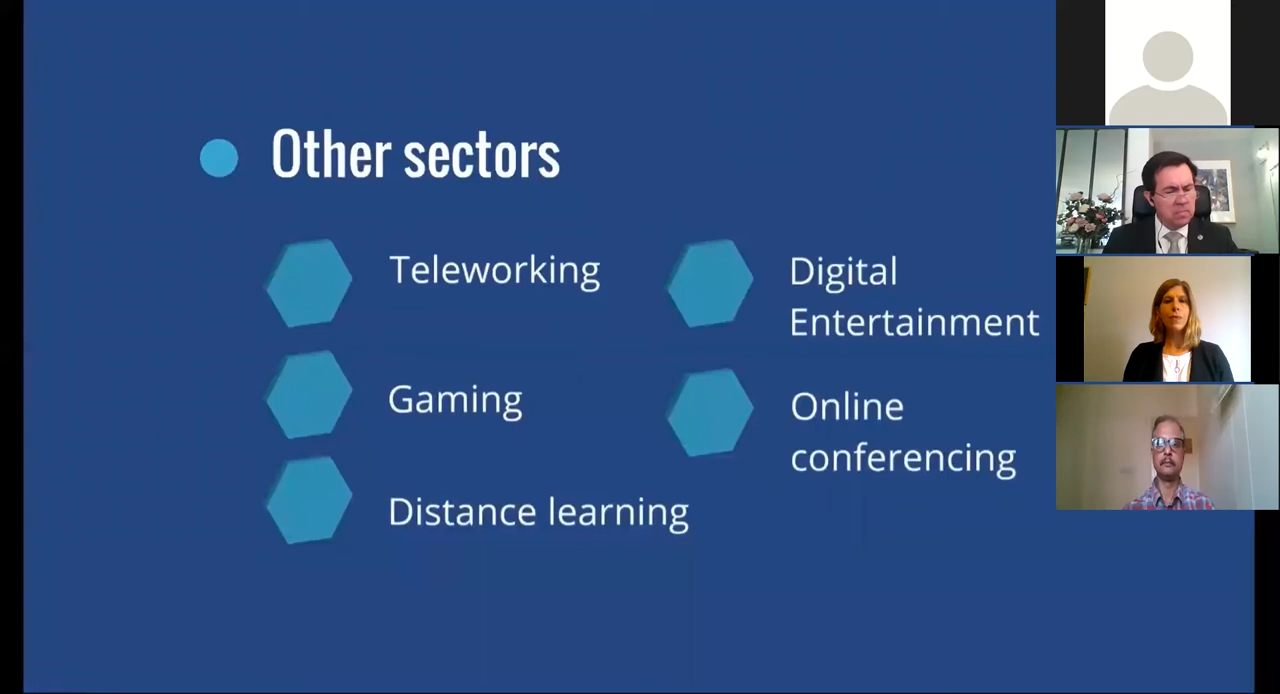 Other sectors
Teleworking
Gaming
Distance learning
Digital
Entertainment
Online
conferencing